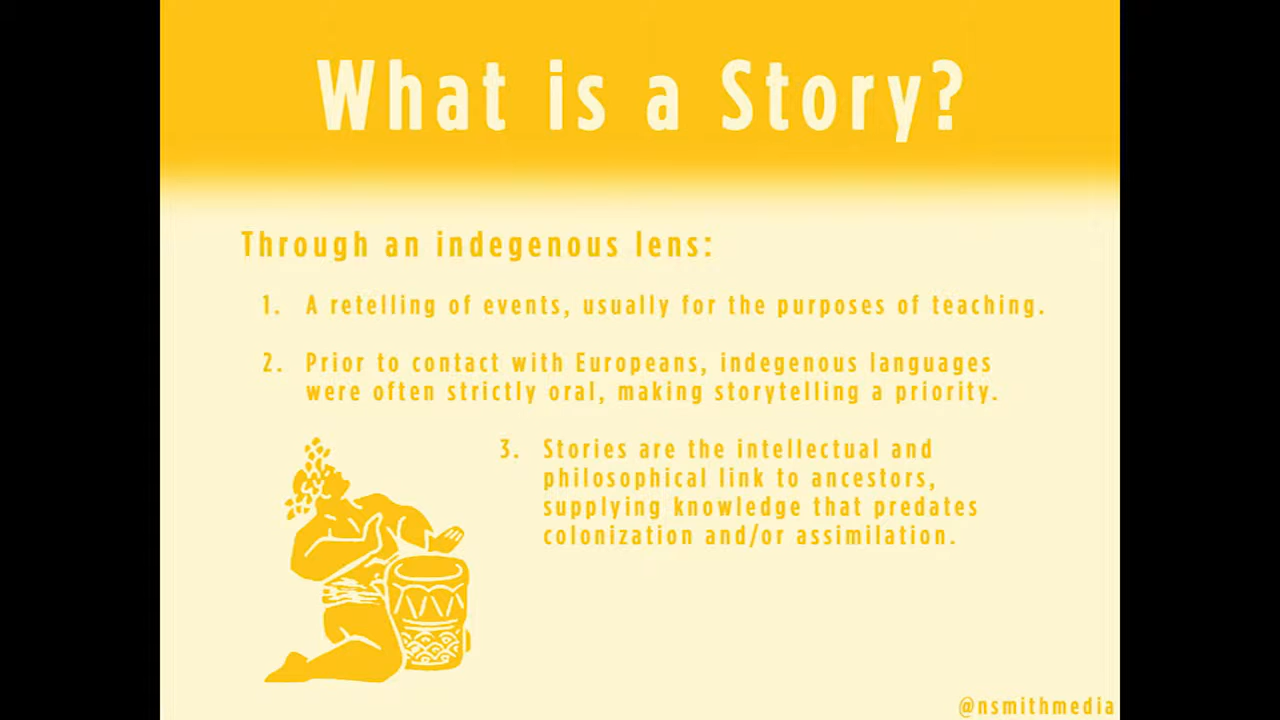 What is a Story?
Through an indegenous lens:
1. A retelling of events, usually for the purposes of teaching.
2. Prior to contact with Europeans, indegenous languages
were often strictly oral, making storytelling a priority.
3. Stories are the intellectual and
philosophical link to ancestors,
supplying knowledge that predates
colonization and/or assimilation.
@nsmithmedia